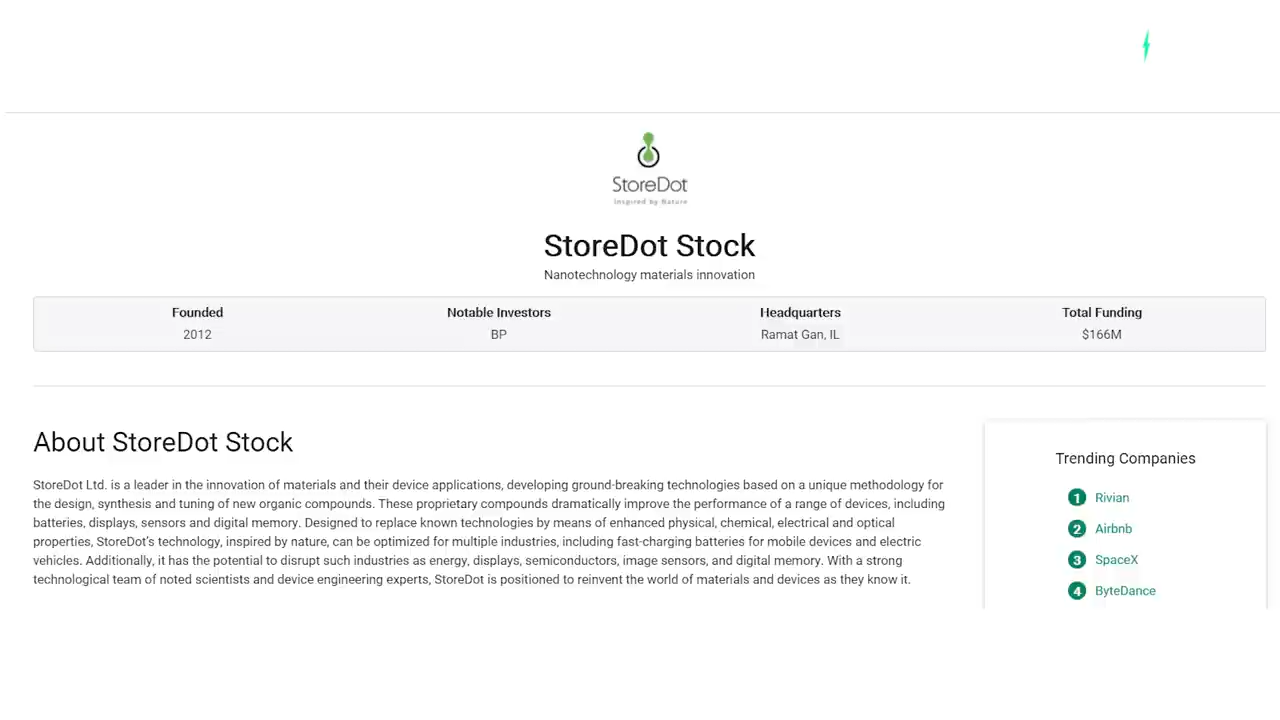 StoreDot
Inspired by Nature
StoreDot Stock
Nanotechnology materials innovation
Founded
Notable Investors
Headquarters
Total Funding
2012
BP
Ramat Gan, IL
$166M
About StoreDot Stock
StoreDot Ltd. is a leader in the innovation of materials and their device applications, developing ground-breaking technologies based on a unique methodology for
the design, synthesis and tuning of new organic compounds. These proprietary compounds dramatically improve the performance of a range of devices, including
batteries, displays, sensors and digital memory. Designed to replace known technologies by means of enhanced physical, chemical, electrical and optical
properties, StoreDot's technology, inspired by nature, can be optimized for multiple industries, including fast-charging batteries for mobile devices and electric
vehicles. Additionally, it has the potential to disrupt such industries as energy, displays, semiconductors, image sensors, and digital memory. With a strong
technological team of noted scientists and device engineering experts, StoreDot is positioned to reinvent the world of materials and devices as they know it.
Trending Companies
1 Rivian
2 Airbnb
3 SpaceX
4 ByteDance